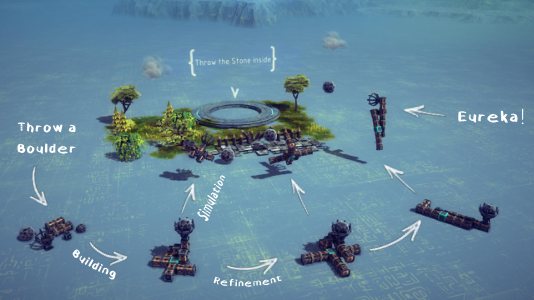 Throw the Stone inside
Throw a
Boulder
Eureka!
Simulation
Building
Refinement